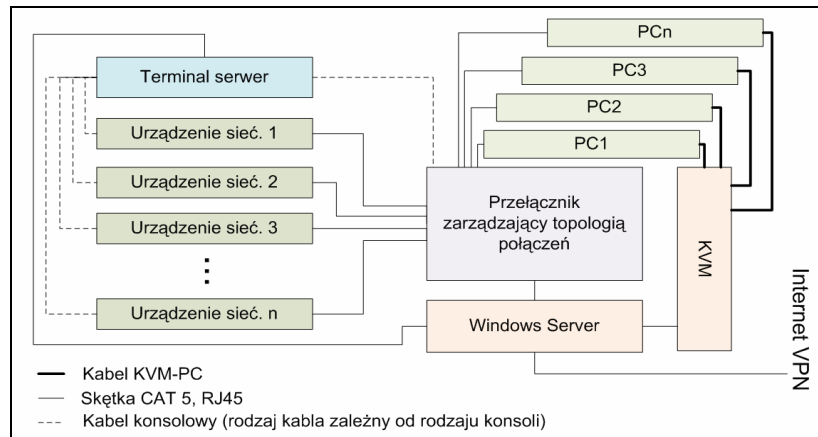 PCn
Terminal serwer
PC3
PC2
Urządzenie sieć. 1
PC1
Urządzenie sieć. 2
Przełącznik
zarządzający topologią
połączeń
Urządzenie sieć. 3
KVM
Urządzenie sieć. n
Windows Server
Internet VPN
Kabel KVM-PC
Skętka CAT 5, RJ45
Kabel konsolowy (rodzaj kabla zależny od rodzaju konsoli)